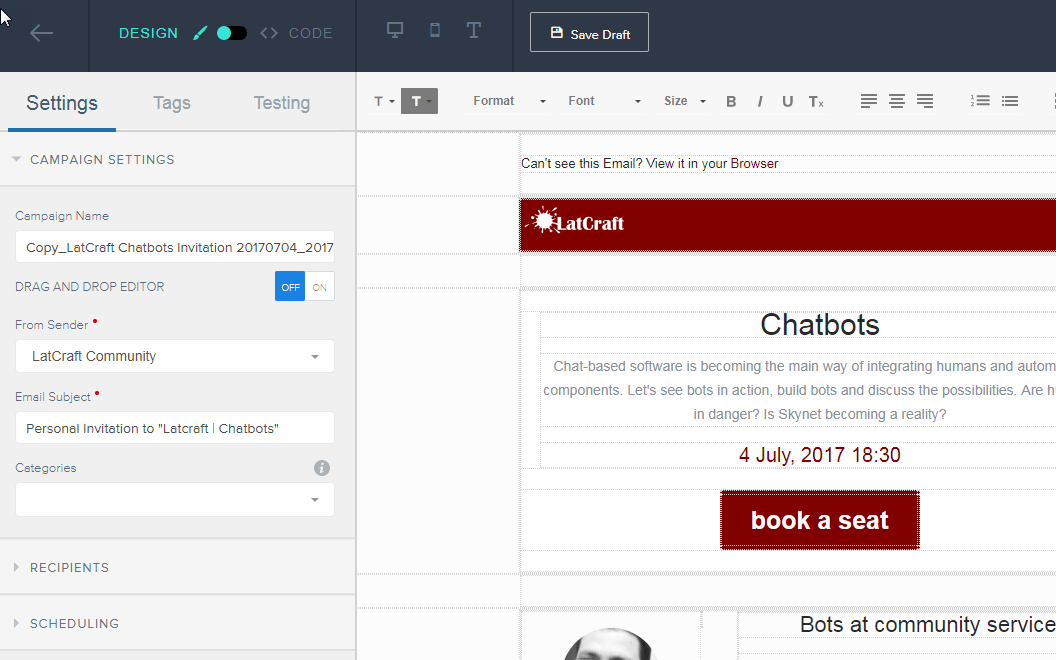 DESIGN CODE Save Draft
Settings Tags Testing
T T Format Font Size B I U Tx
CAMPAIGN SETTINGS
Campaign Name
Copy_LatCraft Chatbots Invitation 20170704_2017
DRAG AND DROP EDITOR OFF ON
From Sender
LatCraft Community
Email Subject
Personal Invitation to "Latcraft | Chatbots"
Categories
RECIPIENTS
SCHEDULING
Can't see this Email? View it in your Browser
LatCraft
Chatbots
Chat-based software is becoming the main way of integrating humans and autom
components. Let's see bots in action, build bots and discuss the possibilities. Are
in danger? Is Skynet becoming a reality?
4 July, 2017 18:30
book a seat
Bots at community service